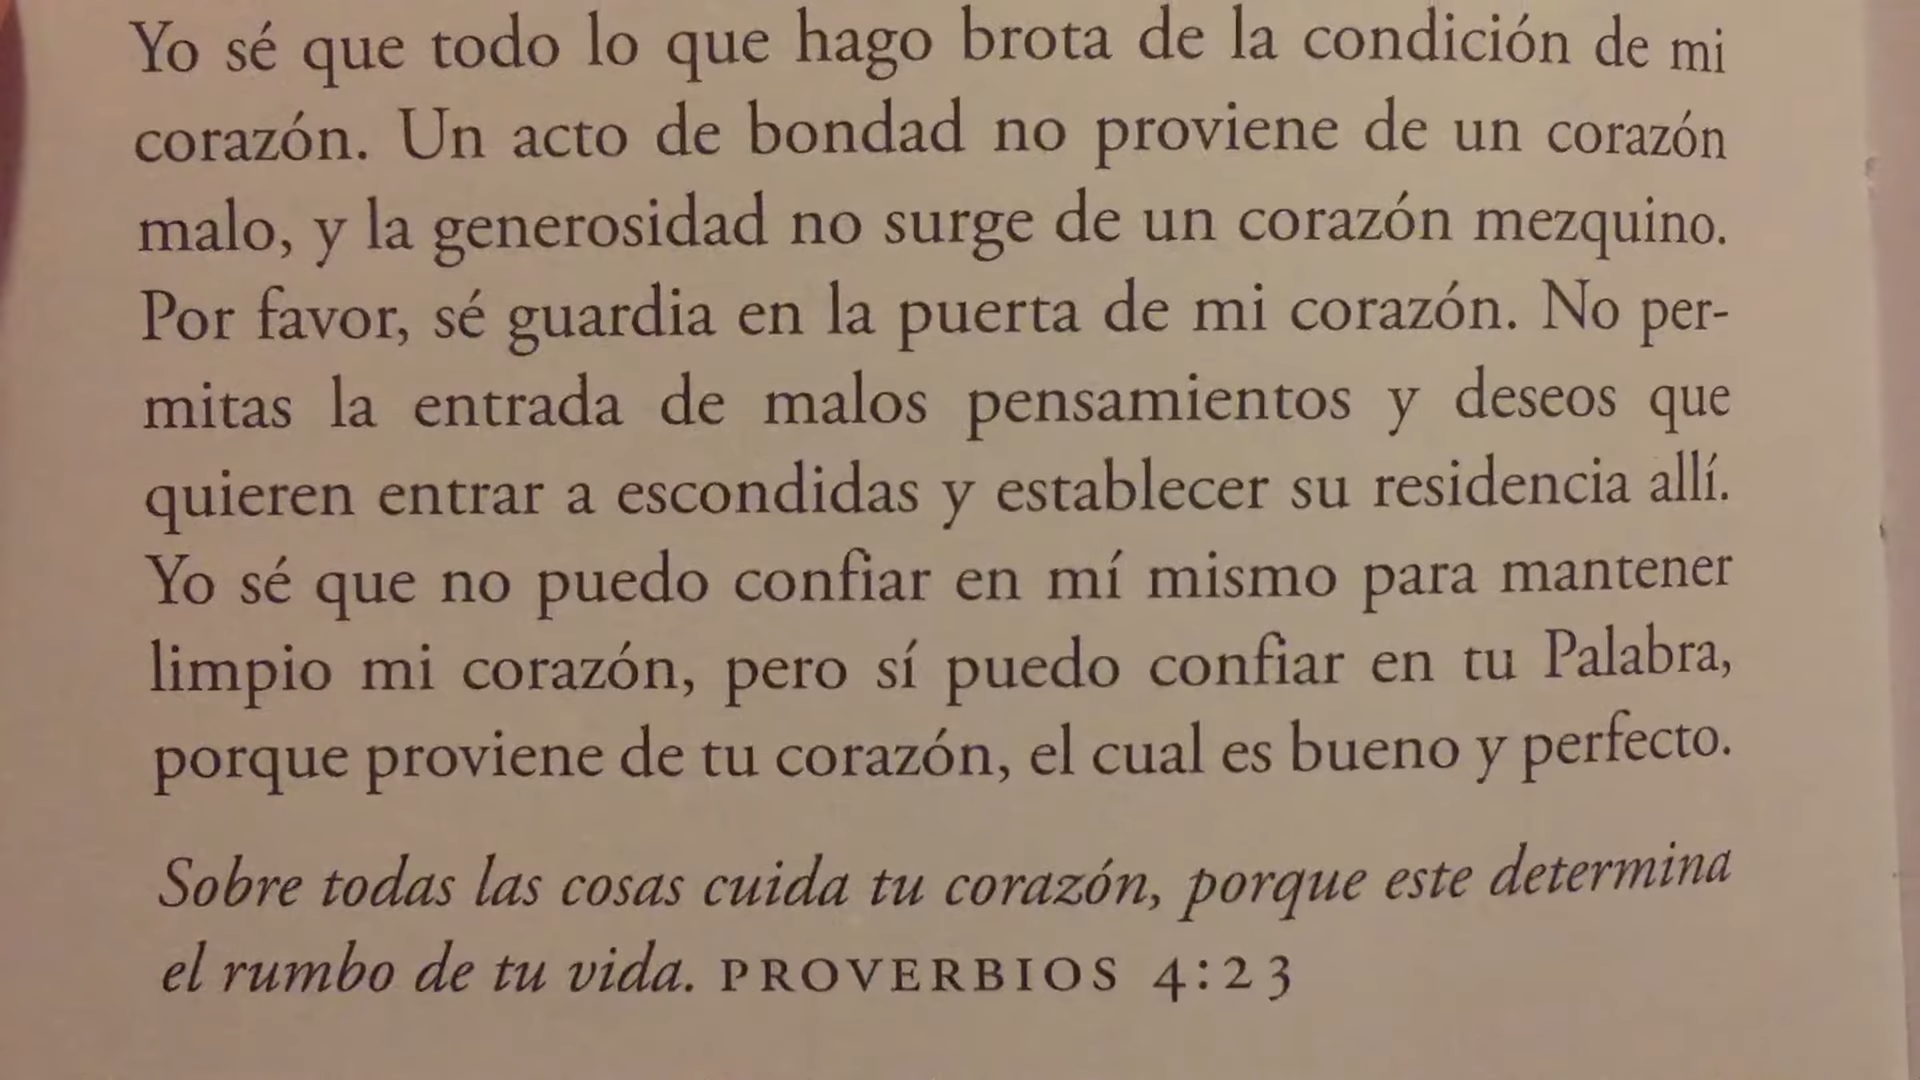 Yo sé que todo lo que hago brota de la condición de mi
corazón. Un acto de bondad no proviene de un corazón
malo, y la generosidad no surge de un corazón mezquino.
Por favor, sé guardia en la puerta de mi corazón. No per-
mitas la entrada de malos pensamientos y deseos que
quieren entrar a escondidas y establecer su residencia allí.
Yo sé que no puedo confiar en mí mismo para mantener
limpio mi corazón, pero sí puedo confiar en tu Palabra,
porque proviene de tu corazón, el cual es bueno y perfecto.
Sobre todas las cosas cuida tu corazón, porque este determina
el rumbo de tu vida. PROVERBIOS 4:23